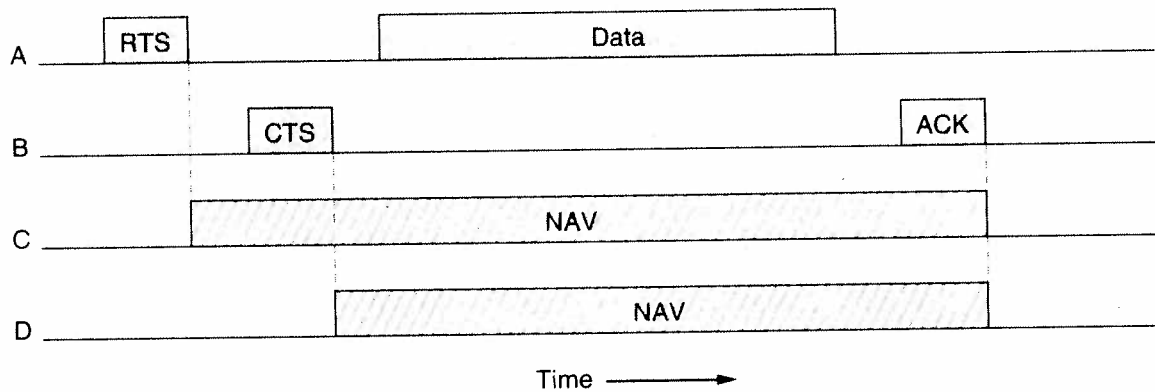 A RTS Data
B CTS ACK
C NAV
D NAV
Time